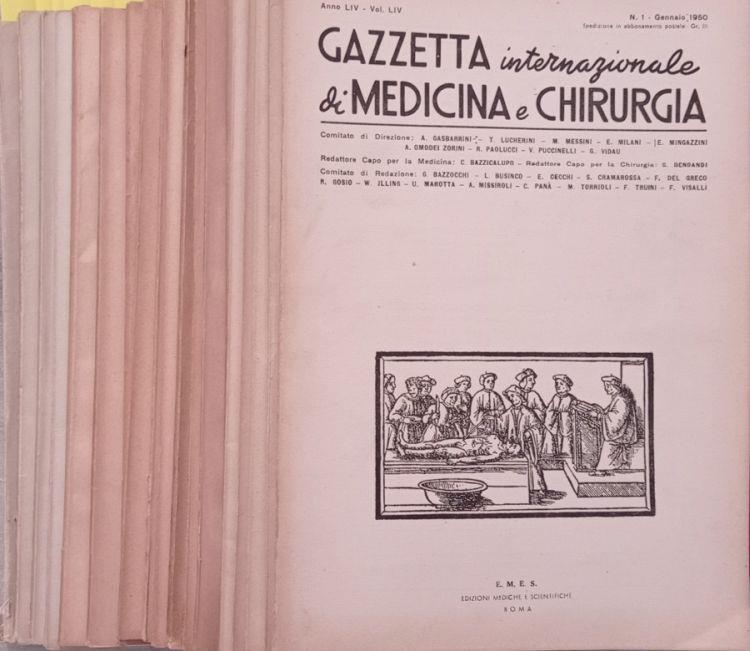 Anno LIV - Vol. LIV
N. 1 - Gennaio 1950
Spedizione in abbonamento postale - Gr. III
GAZZETTA internazionale
di MEDICINA e CHIRURGIA
Comitato di Direzione: A. GASBARRINI - T. LUCHERINI - M. MESSINI - E. MILANI - E. MINGAZZINI
A. OMODEI ZORINI - R. PAOLUCCI - V. PUCCINELLI - G. VIDAU
Redattore Capo per la Medicina: C. BAZZICALUPO - Redattore Capo per la Chirurgia: G. BENDANDI
Comitato di Redazione: G. BAZZOCCHI - L. BUSINCO - E. CECCHI - S. CRAMAROSSA - F. DEL GRECO
R. GOSIO - W. ILLING - U. MAROTTA - A. MISSIROLI - C. PANÀ - M. TORRIOLI - F. TRUINI - F. VISALLI
E. M. E. S.
EDIZIONI MEDICHE E SCIENTIFICHE
ROMA